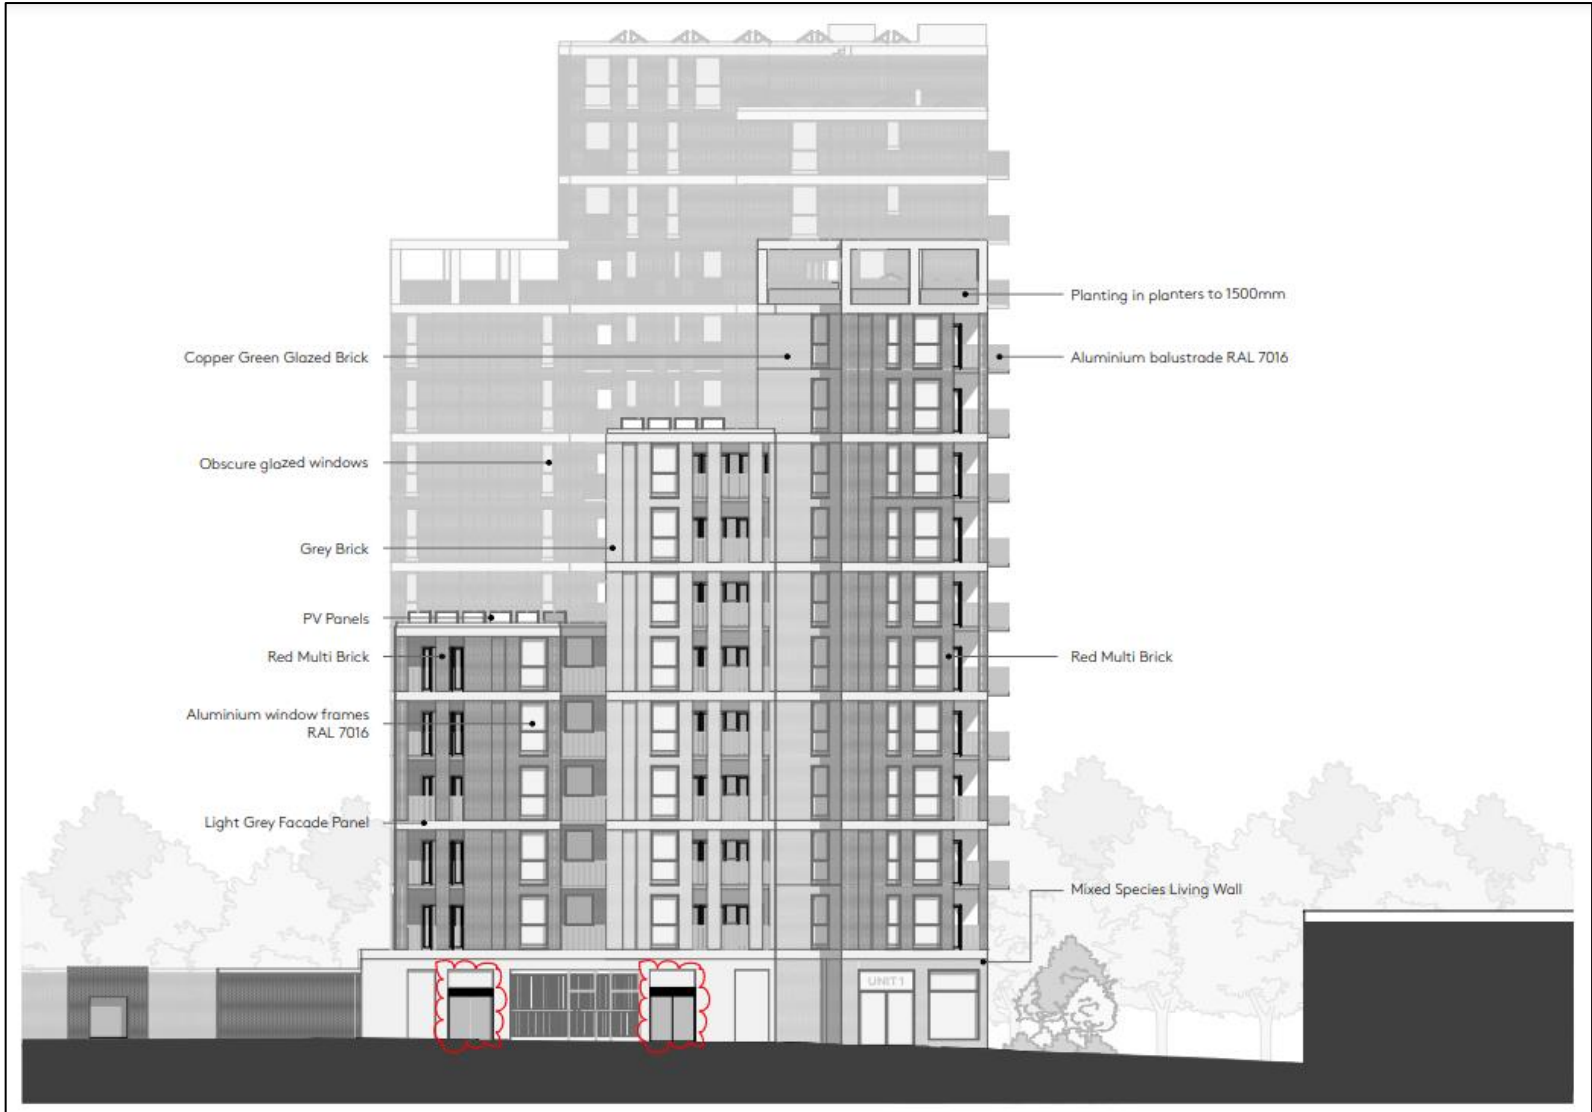 Planting in planters to 1500mm
Copper Green Glazed Brick
Aluminium balustrade RAL 7016
Obscure glazed windows
Grey Brick
PV Panels
Red Multi Brick
Red Multi Brick
Aluminium window frames
RAL 7016
Light Grey Facade Panel
Mixed Species Living Wall
UNIT 1